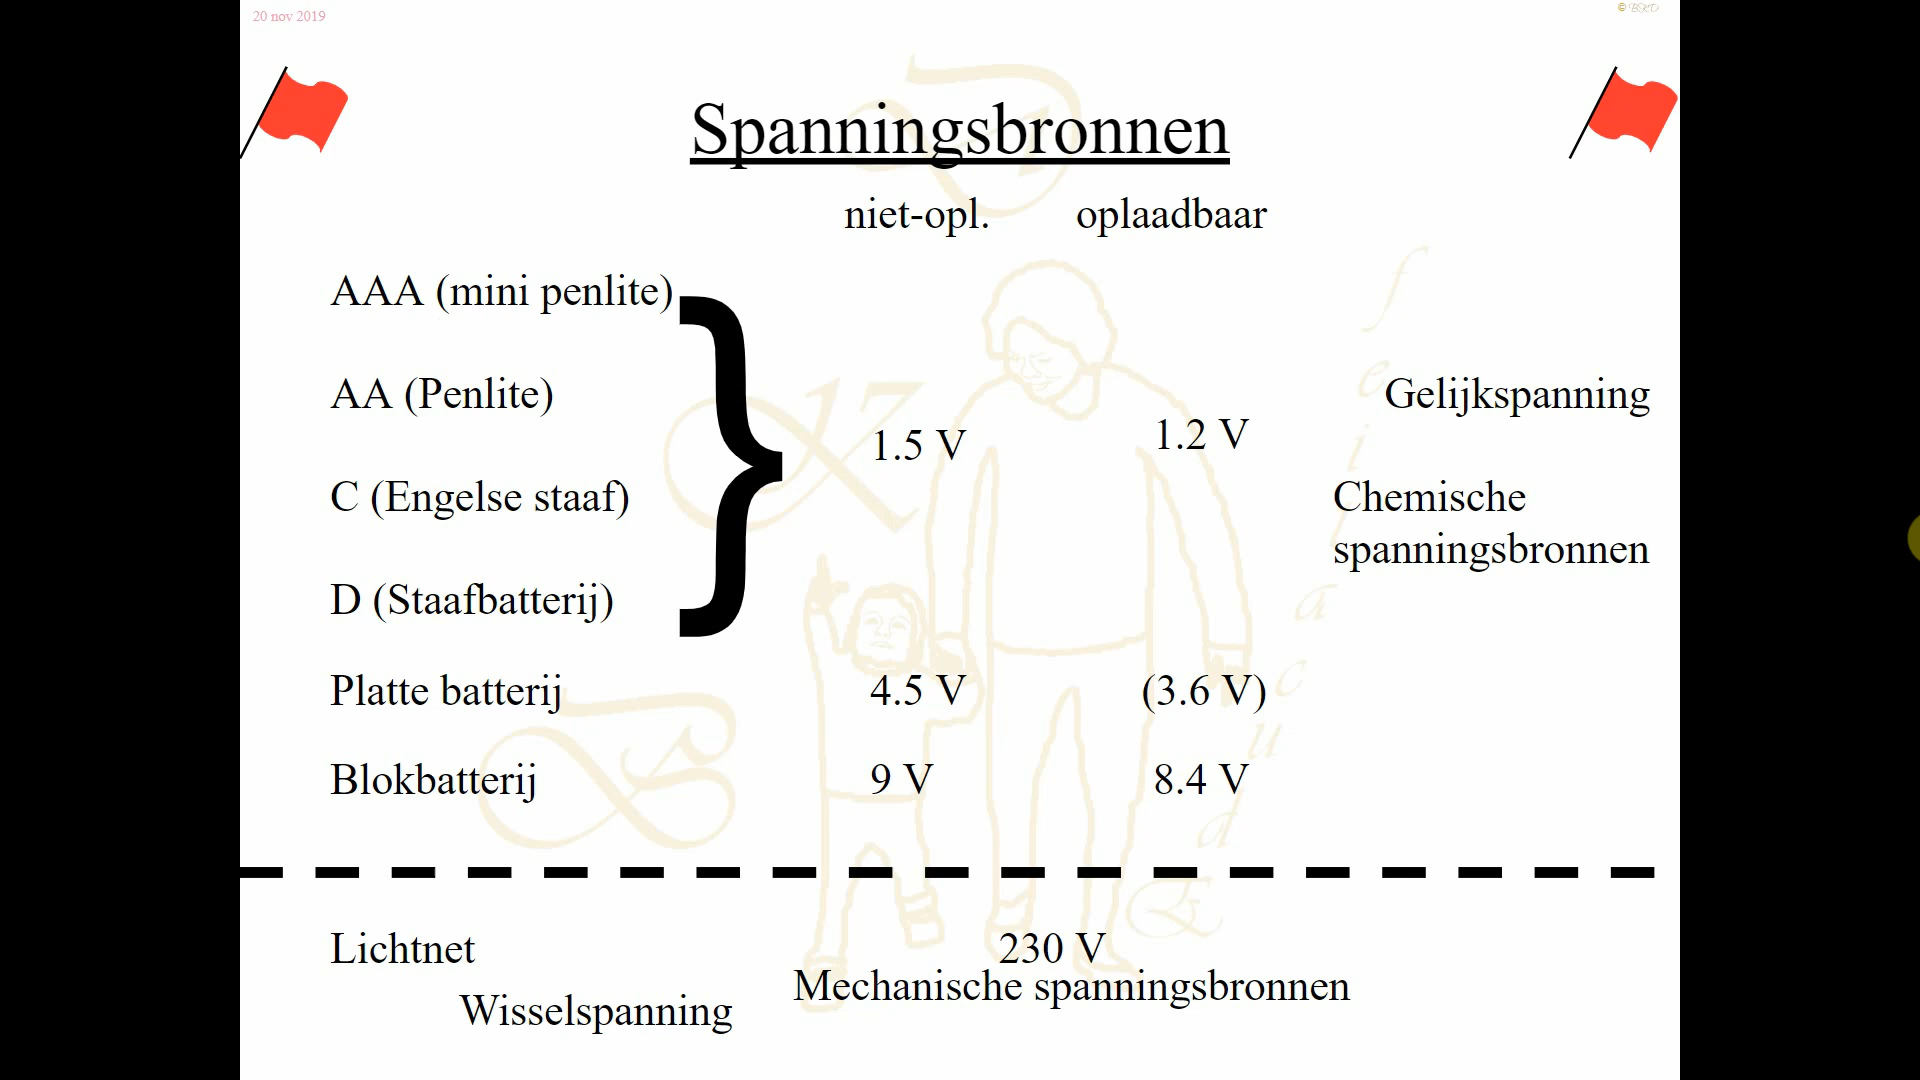 20 nov 2019
© BKD
Spanningsbronnen
niet-opl. oplaadbaar
AAA (mini penlite)
AA (Penlite)
Gelijkspanning
1.5 V 1.2 V
C (Engelse staaf)
Chemische
spanningsbronnen
D (Staafbatterij)
Platte batterij 4.5 V (3.6 V)
Blokbatterij 9 V 8.4 V
Lichtnet 230 V
Mechanische spanningsbronnen
Wisselspanning